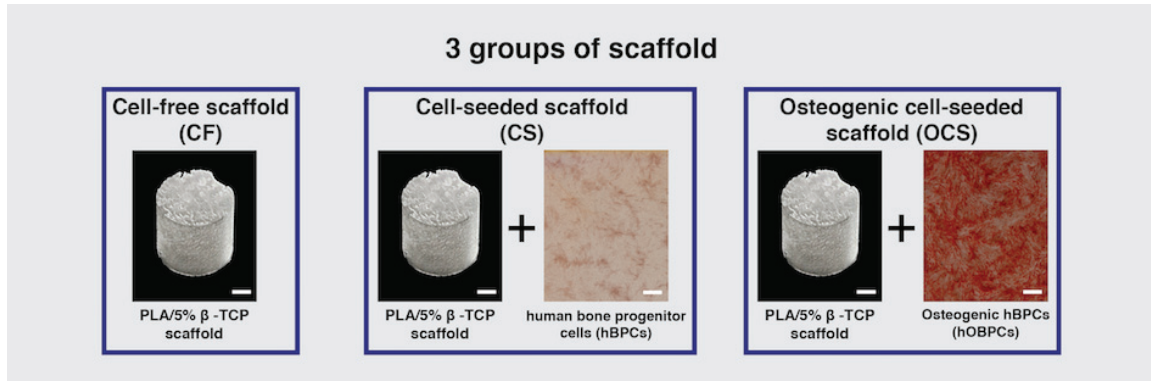 3 groups of scaffold
Cell-free scaffold
(CF)
PLA/5% β -TCP
scaffold
Cell-seeded scaffold
(CS)
PLA/5% β -TCP
scaffold
+
human bone progenitor
cells (hBPCs)
Osteogenic cell-seeded
scaffold (OCS)
PLA/5% β -TCP
scaffold
+
Osteogenic hBPCs
(hOBPCs)